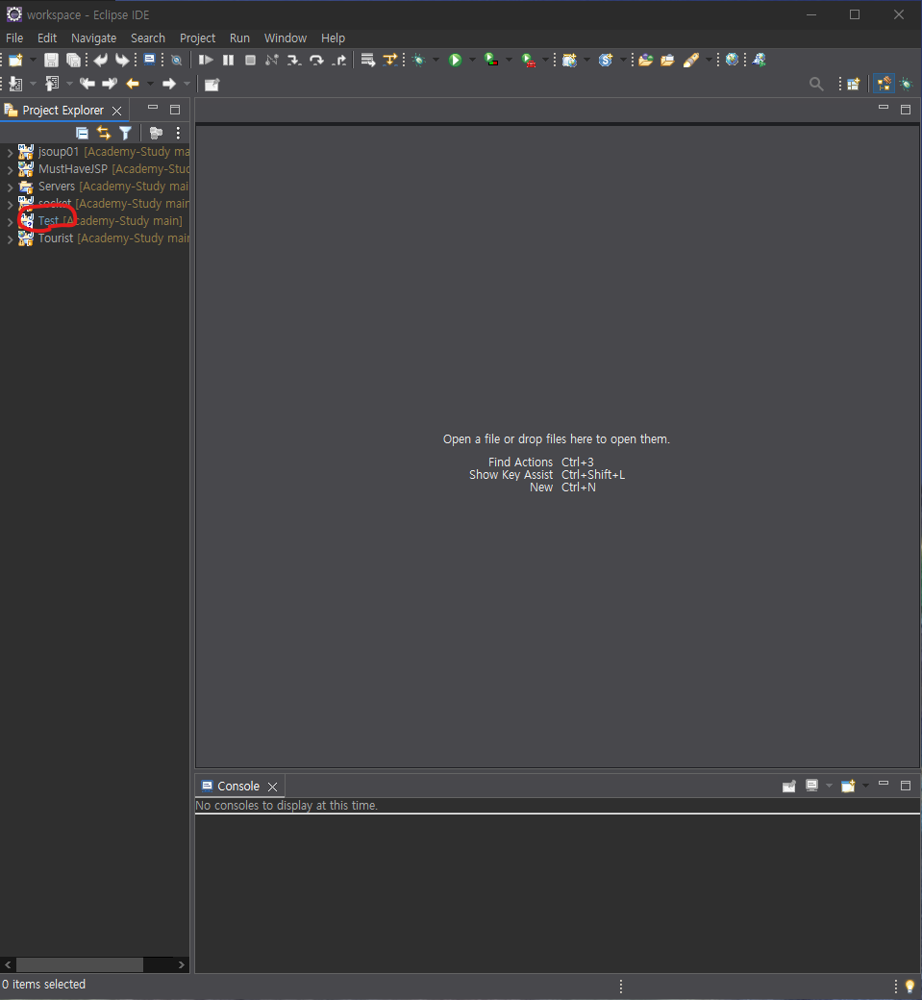 workspace - Eclipse IDE
File Edit Navigate Search Project Run Window Help
Project Explorer
jsoup01 [Academy-Study ma
MustHaveJSP [Academy-Stud
Servers [Academy-Study main
socket [Academy-Study main
Test [Academy-Study main]
Tourist [Academy-Study main
Open a file or drop files here to open them.
Find Actions Ctrl+3
Show Key Assist Ctrl+Shift+L
New Ctrl+N
Console
No consoles to display at this time.
0 items selected